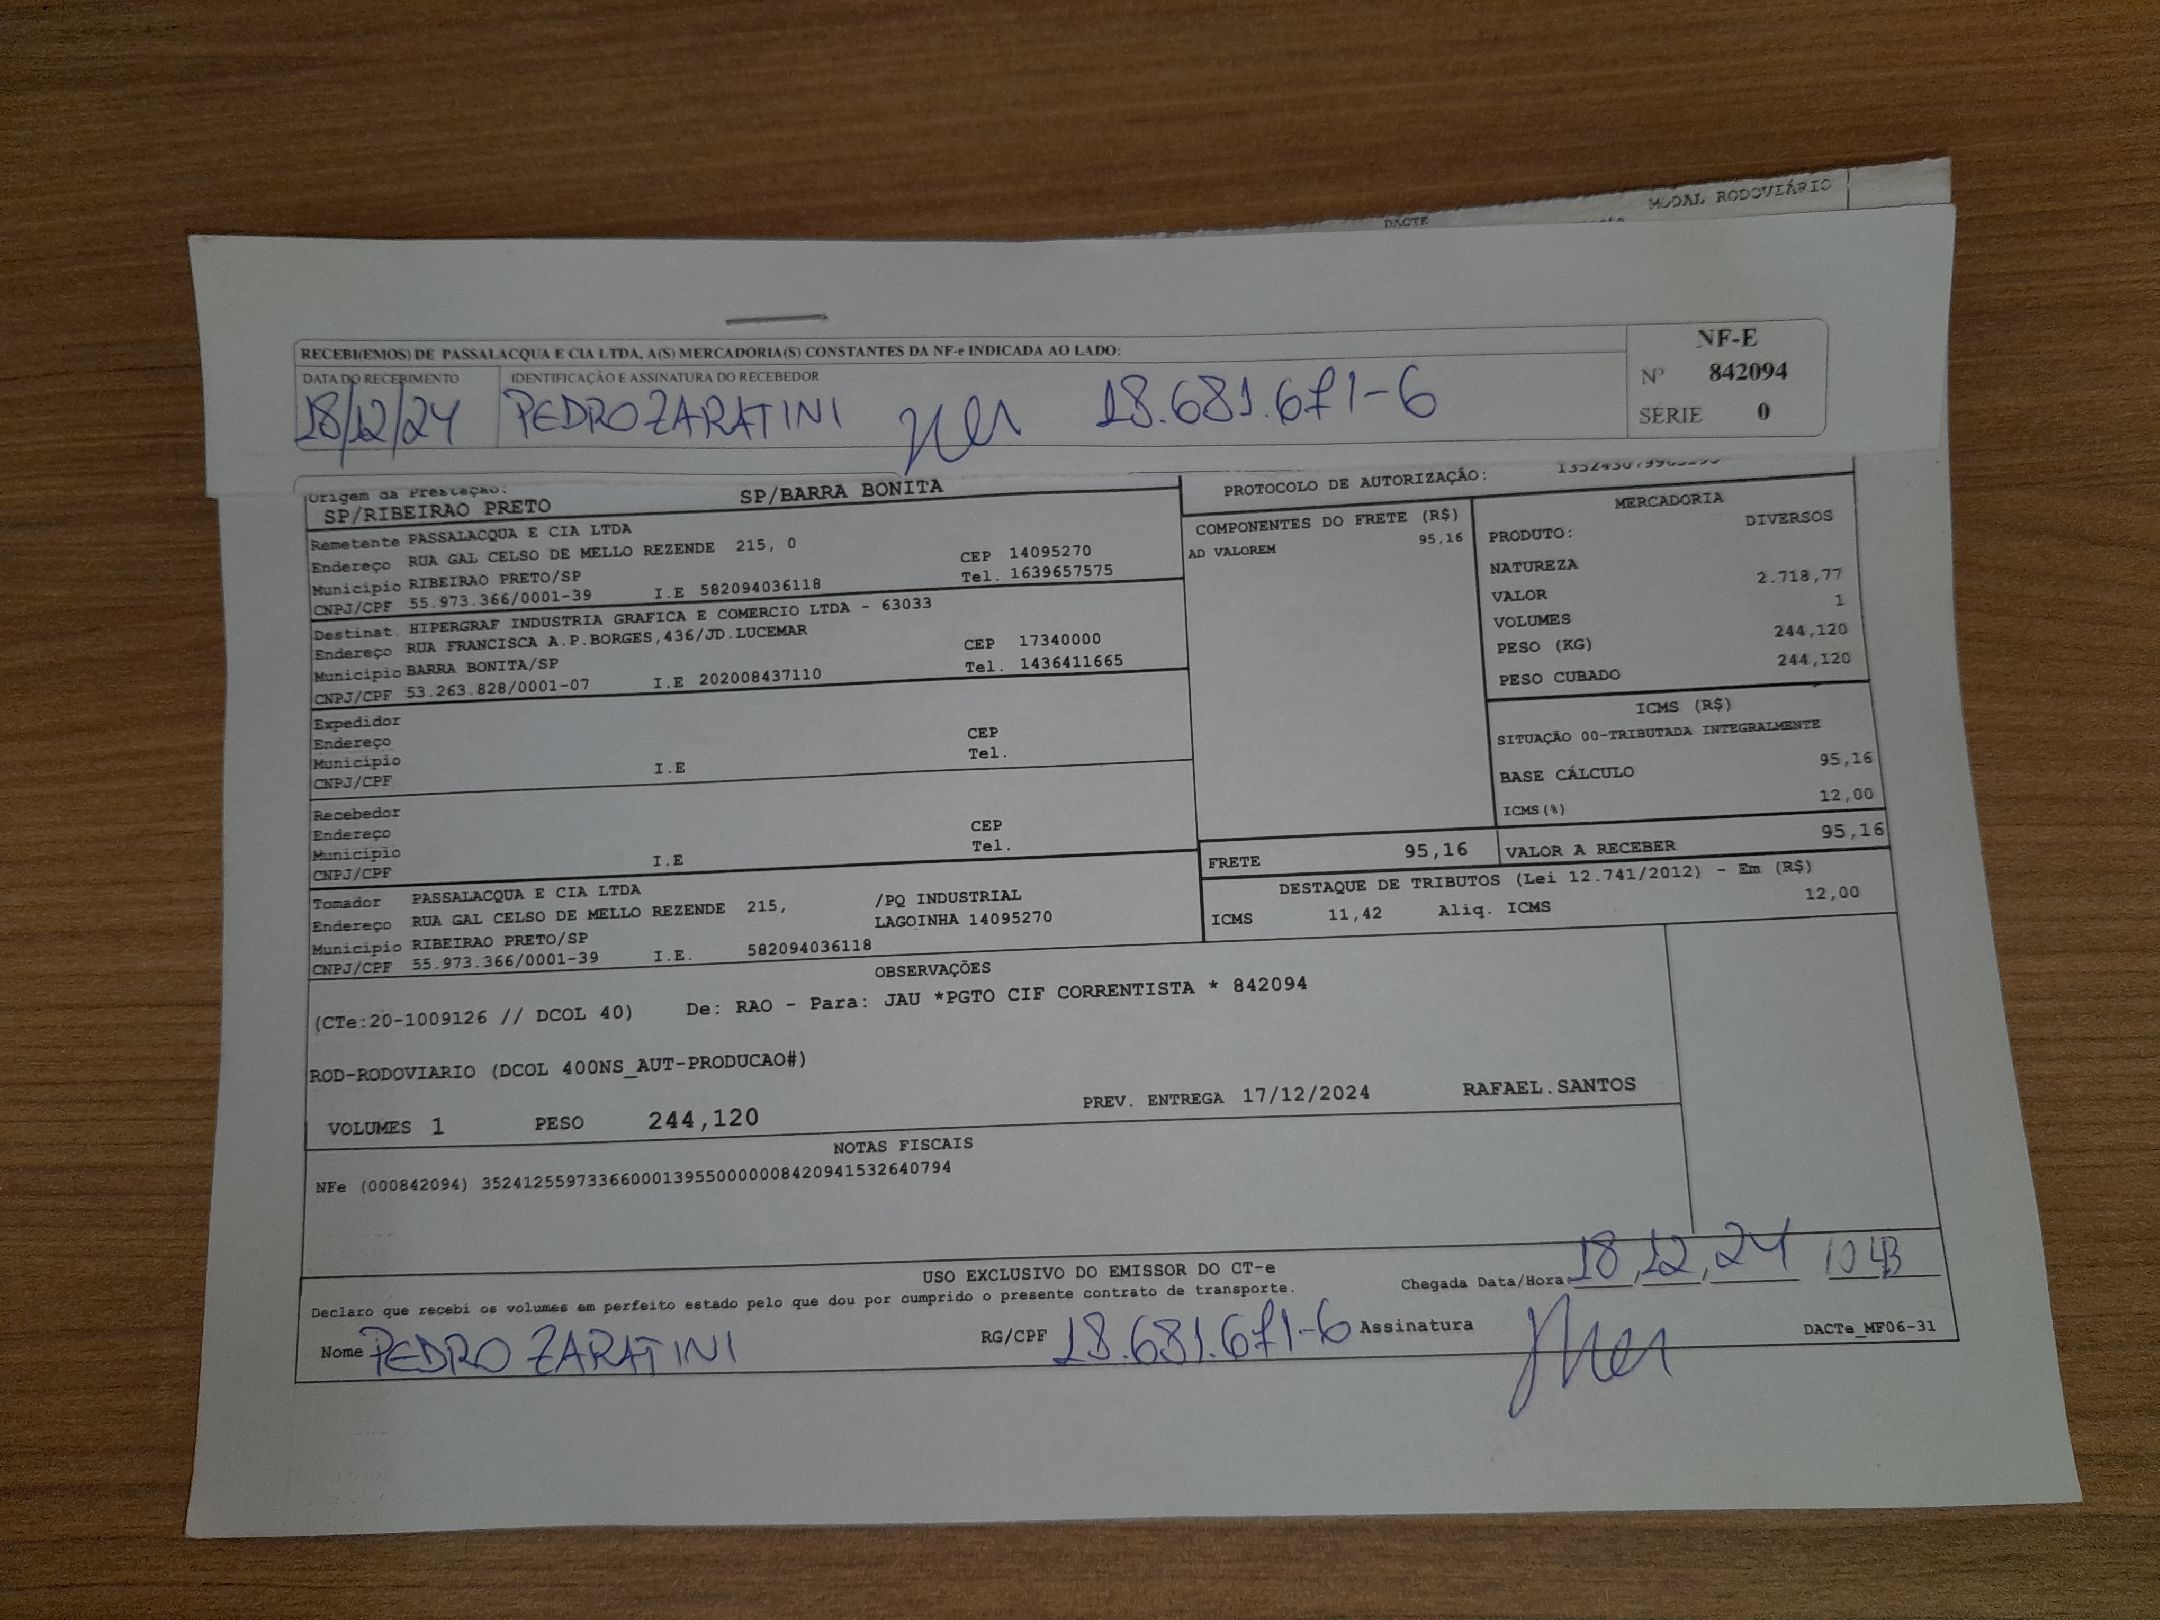 MODAL RODOVIÁRIO
DACTE
RECEBI(EMOS) DE PASSALACQUA E CIA LTDA, A(S) MERCADORIA(S) CONSTANTES DA NF-e INDICADA AO LADO:
NF-E
DATA DO RECEBIMENTO IDENTIFICAÇÃO E ASSINATURA DO RECEBEDOR
Nº 842094
18/12/24 PEDRO ZARATINI 18.681.671-6
SÉRIE 0
Origem da Prestação:
SP/RIBEIRAO PRETO SP/BARRA BONITA
PROTOCOLO DE AUTORIZAÇÃO:
Remetente PASSALACQUA E CIA LTDA
Endereço RUA GAL CELSO DE MELLO REZENDE 215, 0 CEP 14095270
Município RIBEIRAO PRETO/SP Tel. 1639657575
CNPJ/CPF 55.973.366/0001-39 I.E 582094036118
Destinat. HIPERGRAF INDUSTRIA GRAFICA E COMERCIO LTDA - 63033
Endereço RUA FRANCISCA A.P.BORGES,436/JD.LUCEMAR CEP 17340000
Município BARRA BONITA/SP Tel. 1436411665
CNPJ/CPF 53.263.828/0001-07 I.E 202008437110
Expedidor
Endereço CEP
Município Tel.
CNPJ/CPF I.E
Recebedor
Endereço CEP
Município Tel.
CNPJ/CPF I.E
Tomador PASSALACQUA E CIA LTDA /PQ INDUSTRIAL
Endereço RUA GAL CELSO DE MELLO REZENDE 215, LAGOINHA 14095270
Município RIBEIRAO PRETO/SP
CNPJ/CPF 55.973.366/0001-39 I.E. 582094036118
COMPONENTES DO FRETE (R$)
AD VALOREM 95,16
MERCADORIA
PRODUTO: DIVERSOS
NATUREZA
VALOR 2.718,77
VOLUMES 1
PESO (KG) 244,120
PESO CUBADO 244,120
ICMS (R$)
SITUAÇÃO 00-TRIBUTADA INTEGRALMENTE
BASE CÁLCULO 95,16
ICMS(%) 12,00
FRETE 95,16 VALOR A RECEBER 95,16
DESTAQUE DE TRIBUTOS (Lei 12.741/2012) - Em (R$)
ICMS 11,42 Aliq. ICMS 12,00
OBSERVAÇÕES
(CTe:20-1009126 // DCOL 40) De: RAO - Para: JAU *PGTO CIF CORRENTISTA * 842094
ROD-RODOVIARIO (DCOL 400NS_AUT-PRODUCAO#)
VOLUMES 1 PESO 244,120 PREV. ENTREGA 17/12/2024 RAFAEL.SANTOS
NOTAS FISCAIS
NFe (000842094) 35241255973366000139550000008420941532640794
USO EXCLUSIVO DO EMISSOR DO CT-e
Chegada Data/Hora: 18,12,24
Declaro que recebi os volumes em perfeito estado pelo que dou por cumprido o presente contrato de transporte.
Nome PEDRO ZARATINI RG/CPF 18.681.671-6 Assinatura DACTe_MF06-31